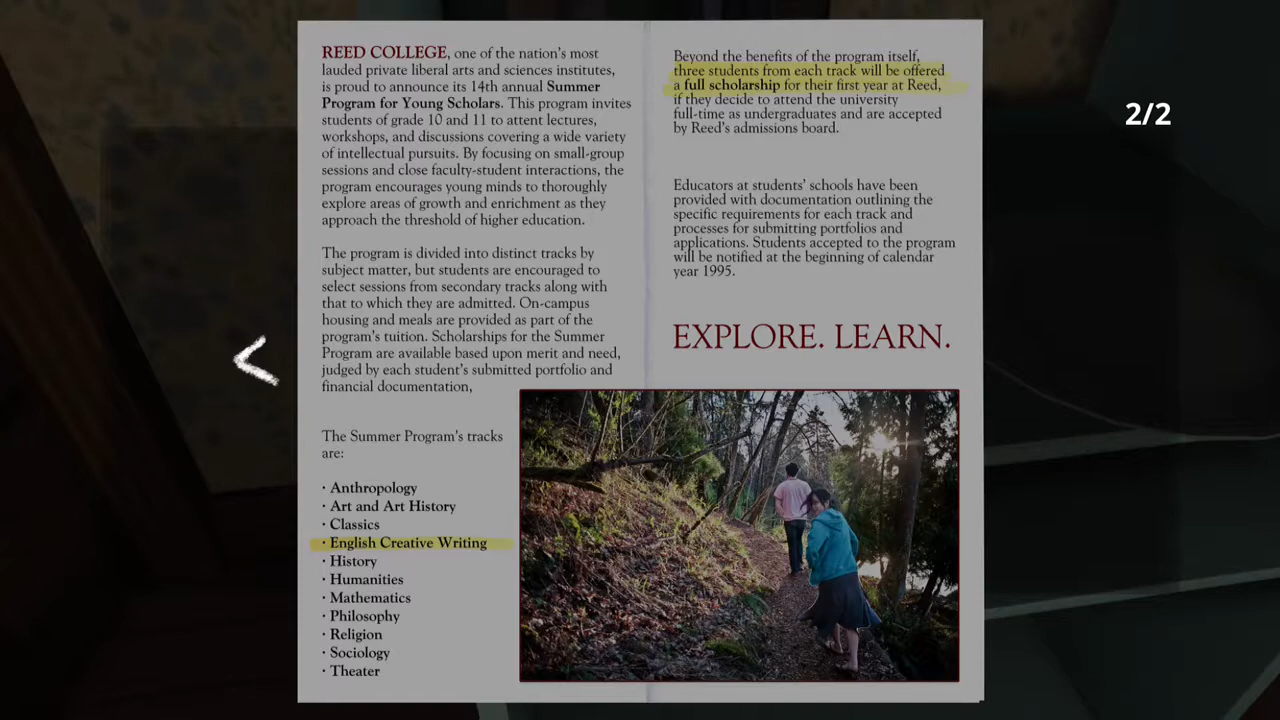 REED COLLEGE, one of the nation's most
lauded private liberal arts and sciences institutes,
is proud to announce its 14th annual Summer
Program for Young Scholars. This program invites
students of grade 10 and 11 to attent lectures,
workshops, and discussions covering a wide variety
of intellectual pursuits. By focusing on small-group
sessions and close faculty-student interactions, the
program encourages young minds to thoroughly
explore areas of growth and enrichment as they
approach the threshold of higher education.
The program is divided into distinct tracks by
subject matter, but students are encouraged to
select sessions from secondary tracks along with
that to which they are admitted. On-campus
housing and meals are provided as part of the
program's tuition. Scholarships for the Summer
Program are available based upon merit and need,
judged by each student's submitted portfolio and
financial documentation,
The Summer Program's tracks
are:
· Anthropology
· Art and Art History
· Classics
· English Creative Writing
· History
· Humanities
· Mathematics
· Philosophy
· Religion
· Sociology
· Theater
Beyond the benefits of the program itself,
three students from each track will be offered
a full scholarship for their first year at Reed,
if they decide to attend the university
full-time as undergraduates and are accepted
by Reed's admissions board.
Educators at students' schools have been
provided with documentation outlining the
specific requirements for each track and
processes for submitting portfolios and
applications. Students accepted to the program
will be notified at the beginning of calendar
year 1995.
EXPLORE. LEARN.
2/2